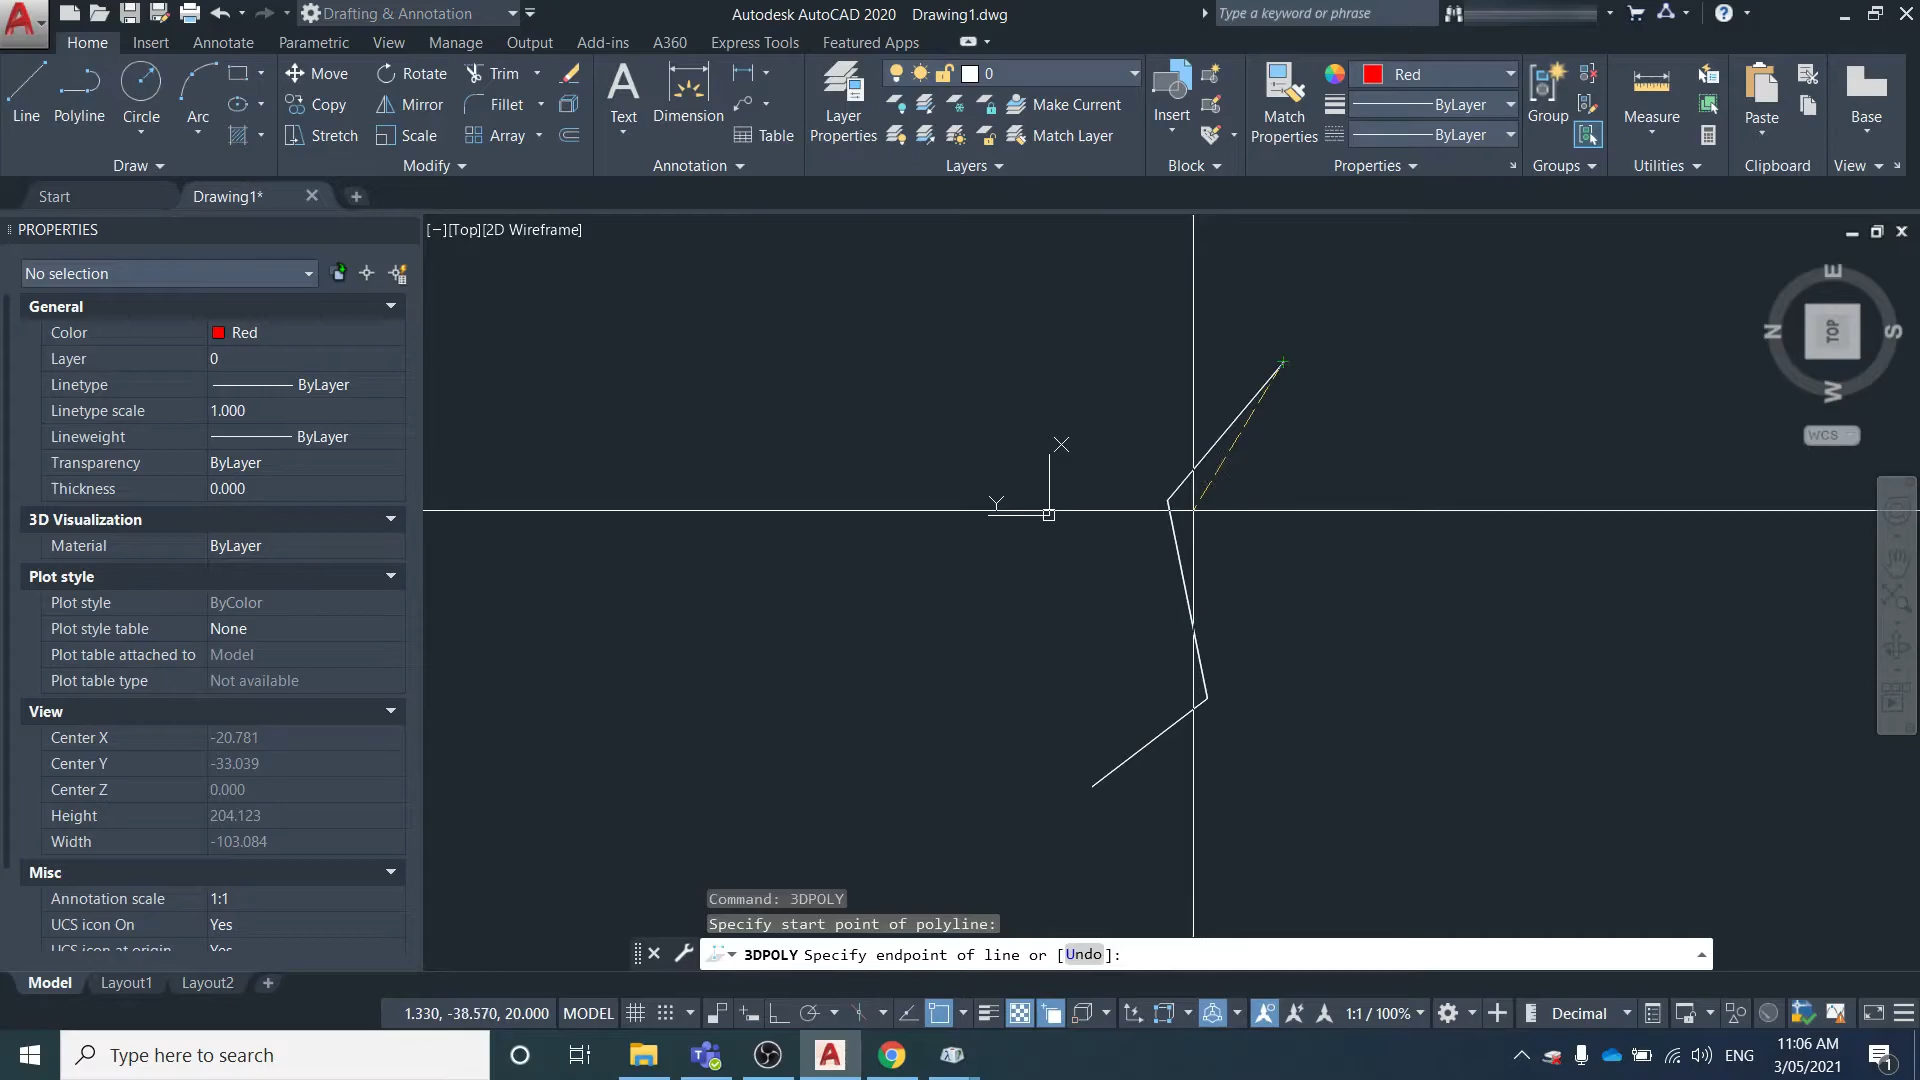 Drafting & Annotation
Autodesk AutoCAD 2020 Drawing1.dwg
Type a keyword or phrase
Home Insert Annotate Parametric View Manage Output Add-ins A360 Express Tools Featured Apps
Line Polyline Circle Arc
Move Rotate Trim
Copy Mirror Fillet
Stretch Scale Array
Text Dimension Table
Layer Properties
0
Make Current
Match Layer
Insert
Match Properties
Red
ByLayer
ByLayer
Group
Measure
Paste
Base
Draw Modify Annotation Layers Block Properties Groups Utilities Clipboard View
Start Drawing1*
PROPERTIES
[−][Top][2D Wireframe]
No selection
General
Color Red
Layer 0
Linetype ByLayer
Linetype scale 1.000
Lineweight ByLayer
Transparency ByLayer
Thickness 0.000
3D Visualization
Material ByLayer
Plot style
Plot style ByColor
Plot style table None
Plot table attached to Model
Plot table type Not available
View
Center X -20.781
Center Y -33.039
Center Z 0.000
Height 204.123
Width -103.084
Misc
Annotation scale 1:1
UCS icon On Yes
UCS icon at origin Yes
X
Y
E
N TOP S
W
WCS
Command: 3DPOLY
Specify start point of polyline:
3DPOLY Specify endpoint of line or [Undo]:
Model Layout1 Layout2
1.330, -38.570, 20.000 MODEL 1:1 / 100% Decimal
Type here to search
ENG
11:06 AM
3/05/2021
1